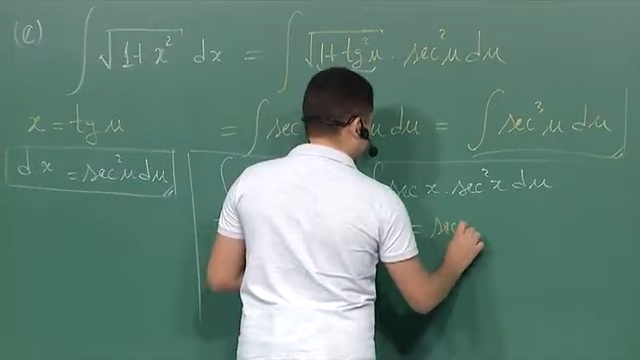 (e) ∫ √(1+x²) dx = ∫ √(1+tg²u) · sec²u du
x = tg u
= ∫ sec du = ∫ sec³u du
dx = sec²u du
∫ sec x · sec²x du
= sec